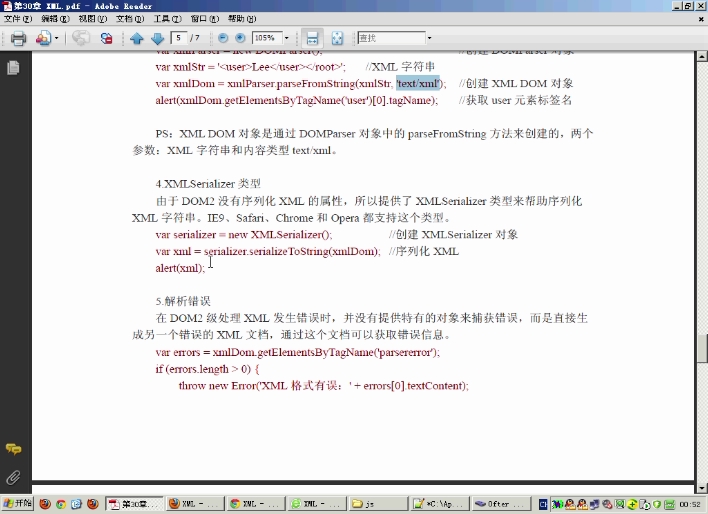 第30章 XML.pdf - Adobe Reader
文件(F) 编辑(E) 视图(V) 文档(D) 工具(T) 窗口(W) 帮助(H)
5 / 7 105% 查找
var xmlParser = new DOMParser(); //创建 DOMParser 对象
var xmlStr = '<user>Lee</user></root>'; //XML 字符串
var xmlDom = xmlParser.parseFromString(xmlStr, 'text/xml'); //创建 XML DOM 对象
alert(xmlDom.getElementsByTagName('user')[0].tagName); //获取 user 元素标签名
PS：XML DOM 对象是通过 DOMParser 对象中的 parseFromString 方法来创建的，两个
参数：XML 字符串和内容类型 text/xml。
4.XMLSerializer 类型
由于 DOM2 没有序列化 XML 的属性，所以提供了 XMLSerializer 类型来帮助序列化
XML 字符串。IE9、Safari、Chrome 和 Opera 都支持这个类型。
var serializer = new XMLSerializer(); //创建 XMLSerializer 对象
var xml = serializer.serializeToString(xmlDom); //序列化 XML
alert(xml);
5.解析错误
在 DOM2 级处理 XML 发生错误时，并没有提供特有的对象来捕获错误，而是直接生
成另一个错误的 XML 文档，通过这个文档可以获取错误信息。
var errors = xmlDom.getElementsByTagName('parsererror');
if (errors.length > 0) {
throw new Error('XML 格式有误：' + errors[0].textContent);
开始 第30章... XML - ... XML - ... XML - ... js *C:\Ap... Ofter ... 00:52